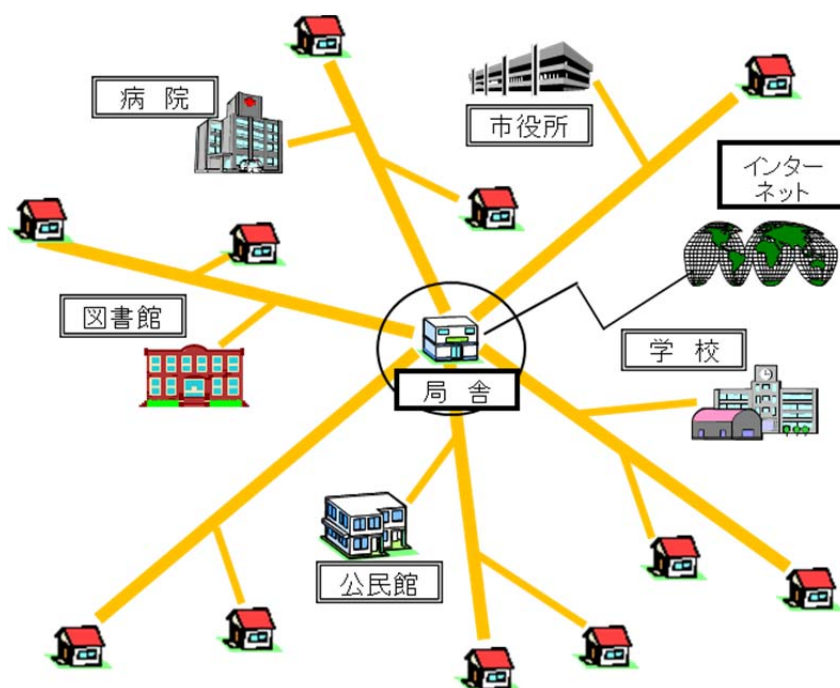 病 院
市役所
インター
ネット
図書館
学 校
局 舎
公民館